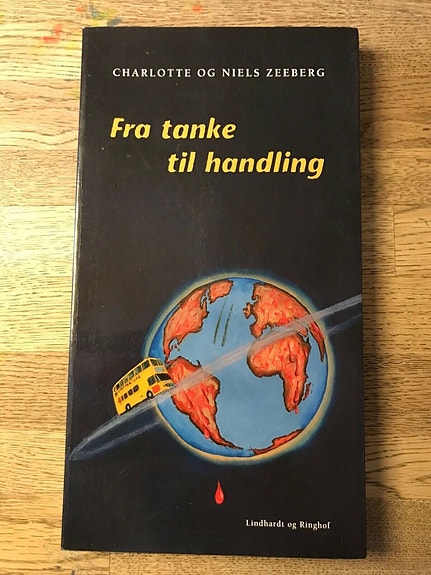 CHARLOTTE OG NIELS ZEEBERG
Fra tanke
til handling
Lindhardt og Ringhof